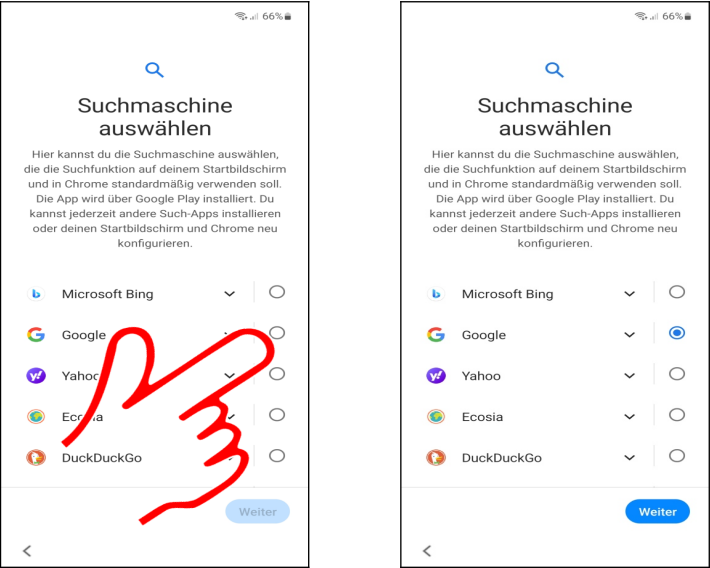 66%
Suchmaschine
auswählen
Hier kannst du die Suchmaschine auswählen,
die die Suchfunktion auf deinem Startbildschirm
und in Chrome standardmäßig verwenden soll.
Die App wird über Google Play installiert. Du
kannst jederzeit andere Such-Apps installieren
oder deinen Startbildschirm und Chrome neu
konfigurieren.
b Microsoft Bing
G Google
y! Yahoo
Ecosia
DuckDuckGo
Weiter
66%
Suchmaschine
auswählen
Hier kannst du die Suchmaschine auswählen,
die die Suchfunktion auf deinem Startbildschirm
und in Chrome standardmäßig verwenden soll.
Die App wird über Google Play installiert. Du
kannst jederzeit andere Such-Apps installieren
oder deinen Startbildschirm und Chrome neu
konfigurieren.
b Microsoft Bing
G Google
y! Yahoo
Ecosia
DuckDuckGo
Weiter